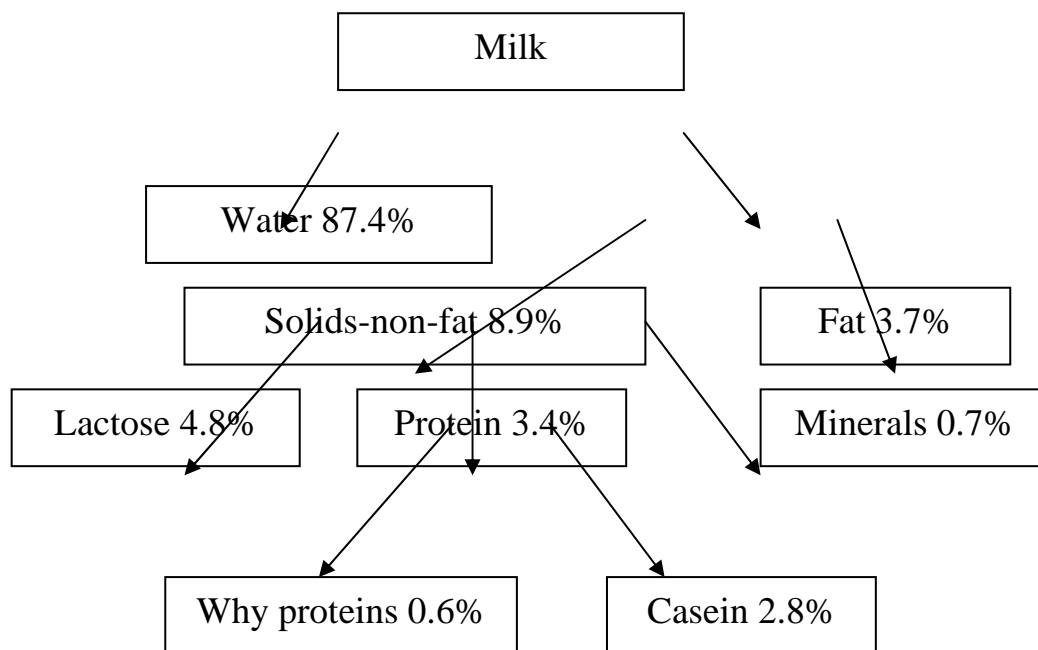 Milk
Water 87.4%
Solids-non-fat 8.9%
Fat 3.7%
Lactose 4.8%
Protein 3.4%
Minerals 0.7%
Why proteins 0.6%
Casein 2.8%